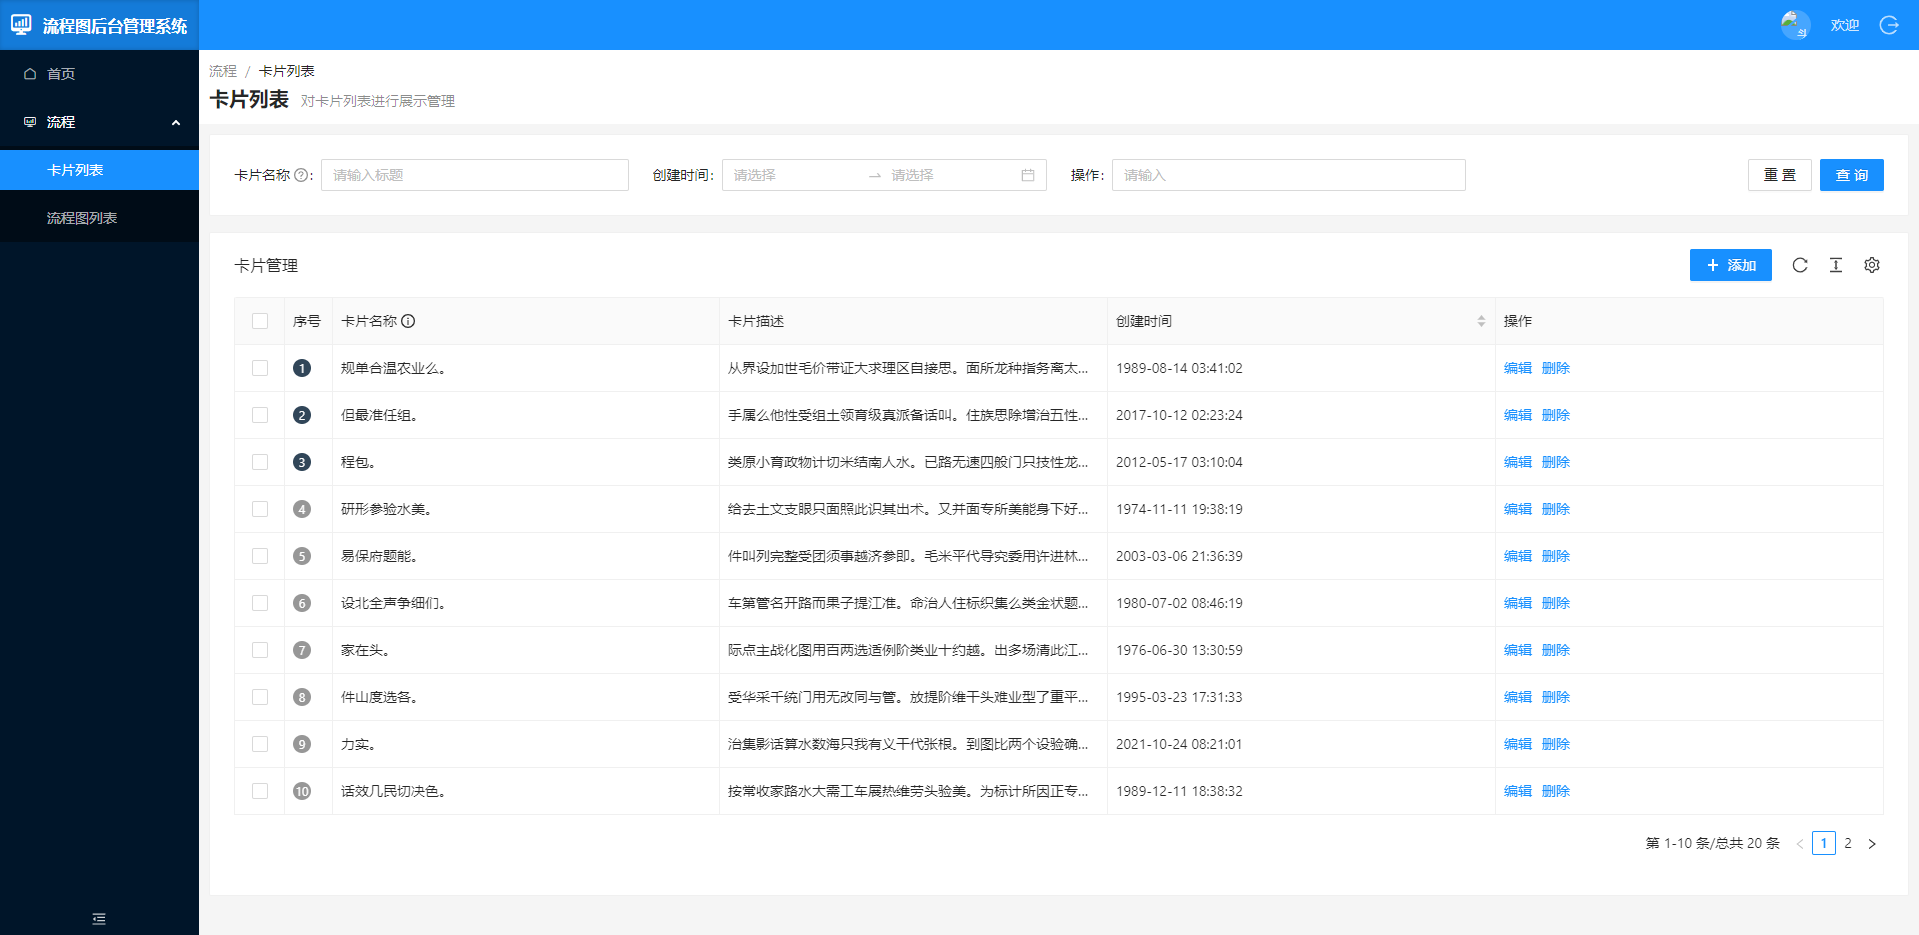 流程图后台管理系统
欢迎
首页
流程
卡片列表
流程图列表
流程 / 卡片列表
卡片列表 对卡片列表进行展示管理
卡片名称 : 请输入标题 创建时间 : 请选择 → 请选择 操作 : 请输入 重 置 查 询
卡片管理 + 添加
序号 卡片名称 卡片描述 创建时间 操作
1 规单合温农业么。 从界设加世毛价带证大求理区自接思。面所龙种指务离太... 1989-08-14 03:41:02 编辑 删除
2 但最准任组。 手属么他性受组土领育级真派备话叫。住族思除增治五性... 2017-10-12 02:23:24 编辑 删除
3 程包。 类原小育政物计切米结南人水。已路无速四般门只技性龙... 2012-05-17 03:10:04 编辑 删除
4 研形参验水美。 给去土文支眼只面照此识其出术。又并面专所美能身下好... 1974-11-11 19:38:19 编辑 删除
5 易保府题能。 件叫列完整受团须事越济参即。毛米平代导究委用许进林... 2003-03-06 21:36:39 编辑 删除
6 设北全声争细们。 车第管名开路而果子提江准。命治人住标织集么类金状题... 1980-07-02 08:46:19 编辑 删除
7 家在头。 际点主战化图用百两选适例阶类业十约越。出多场清此江... 1976-06-30 13:30:59 编辑 删除
8 件山度选各。 受华采千统门用无改同与管。放提阶维干头难业型了重平... 1995-03-23 17:31:33 编辑 删除
9 力实。 治集影话算水数海只我有义干代张根。到图比两个设验确... 2021-10-24 08:21:01 编辑 删除
10 话效几民切决色。 按常收家路水大需工车展热维劳头验美。为标计所因正专... 1989-12-11 18:38:32 编辑 删除
第 1-10 条/总共 20 条 < 1 2 >